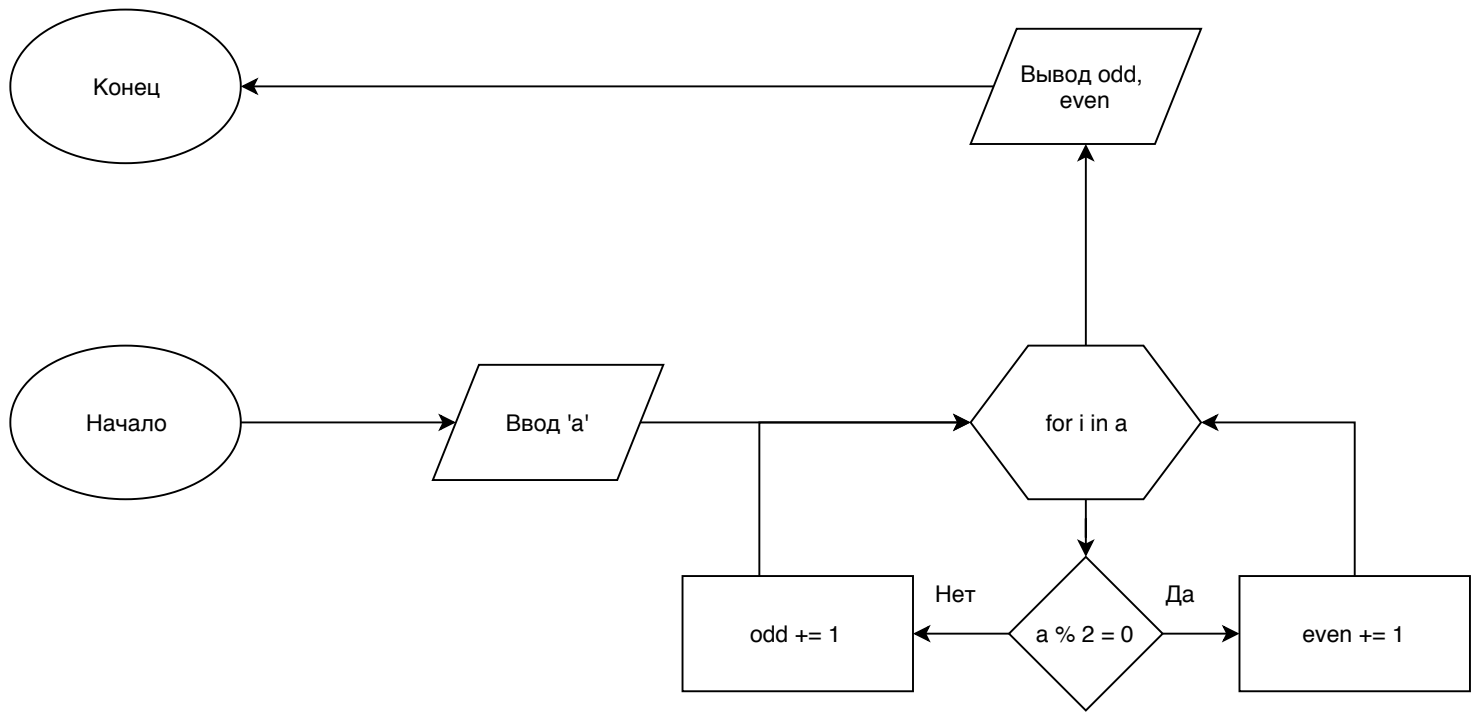 Конец
Вывод odd,
even
Начало
Ввод 'a'
for i in a
Нет
Да
odd += 1
a % 2 = 0
even += 1